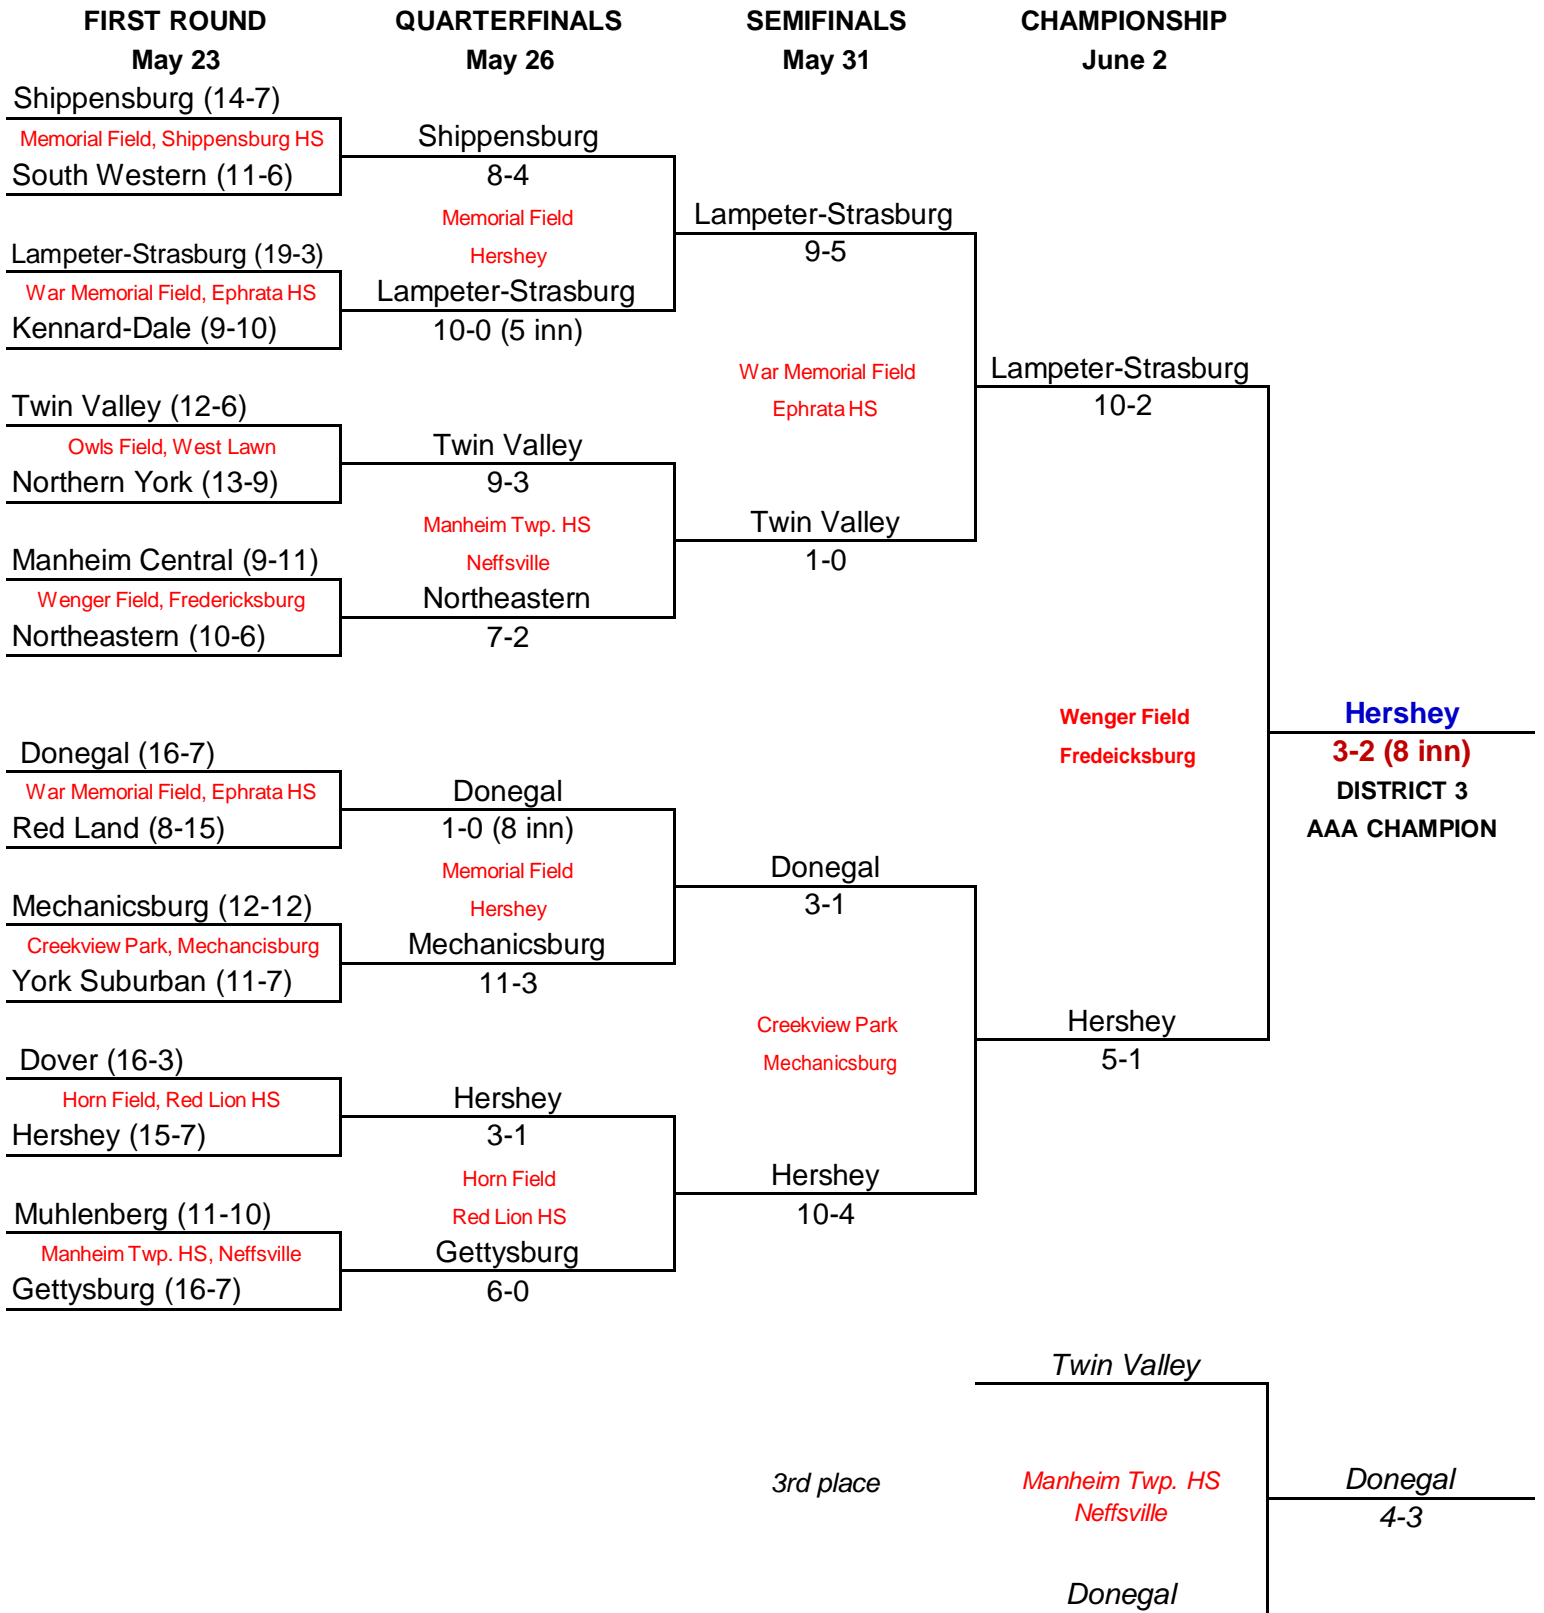 FIRST ROUND QUARTERFINALS SEMIFINALS CHAMPIONSHIP
May 23 May 26 May 31 June 2
Shippensburg (14-7)
Memorial Field, Shippensburg HS
South Western (11-6)
Lampeter-Strasburg (19-3)
War Memorial Field, Ephrata HS
Kennard-Dale (9-10)
Twin Valley (12-6)
Owls Field, West Lawn
Northern York (13-9)
Manheim Central (9-11)
Wenger Field, Fredericksburg
Northeastern (10-6)
Donegal (16-7)
War Memorial Field, Ephrata HS
Red Land (8-15)
Mechanicsburg (12-12)
Creekview Park, Mechancisburg
York Suburban (11-7)
Dover (16-3)
Horn Field, Red Lion HS
Hershey (15-7)
Muhlenberg (11-10)
Manheim Twp. HS, Neffsville
Gettysburg (16-7)
Shippensburg
8-4
Memorial Field
Hershey
Lampeter-Strasburg
10-0 (5 inn)
Twin Valley
9-3
Manheim Twp. HS
Neffsville
Northeastern
7-2
Donegal
1-0 (8 inn)
Memorial Field
Hershey
Mechanicsburg
11-3
Hershey
3-1
Horn Field
Red Lion HS
Gettysburg
6-0
Lampeter-Strasburg
9-5
War Memorial Field
Ephrata HS
Twin Valley
1-0
Donegal
3-1
Creekview Park
Mechanicsburg
Hershey
10-4
Lampeter-Strasburg
10-2
Wenger Field
Fredeicksburg
Hershey
5-1
Hershey
3-2 (8 inn)
DISTRICT 3
AAA CHAMPION
3rd place
Twin Valley
Manheim Twp. HS
Neffsville
Donegal
Donegal
4-3